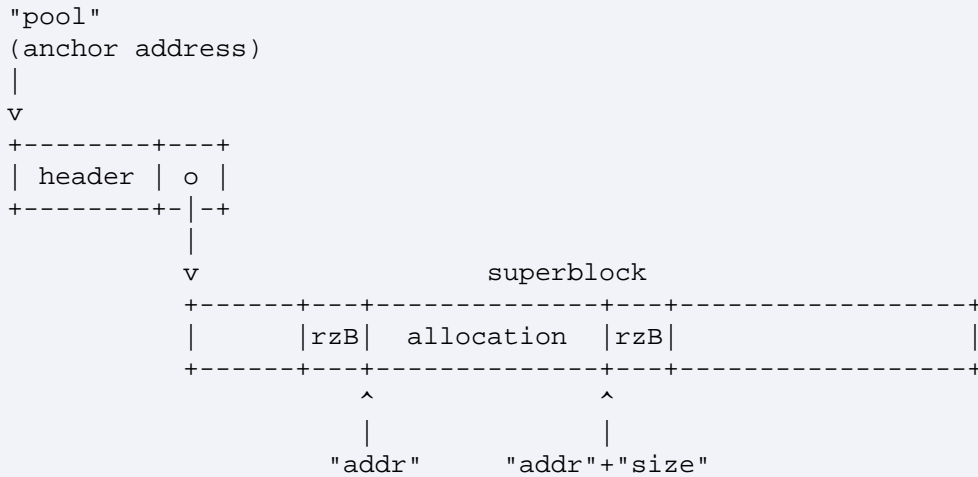 "pool"
(anchor address)
|
v
+--------+---+
| header | o |
+--------+-|-+
           |
           v                  superblock
           +------+---+--------------+---+------------------+
           |      |rzB|  allocation  |rzB|                  |
           +------+---+--------------+---+------------------+
                      ^              ^
                      |              |
                    "addr"     "addr"+"size"